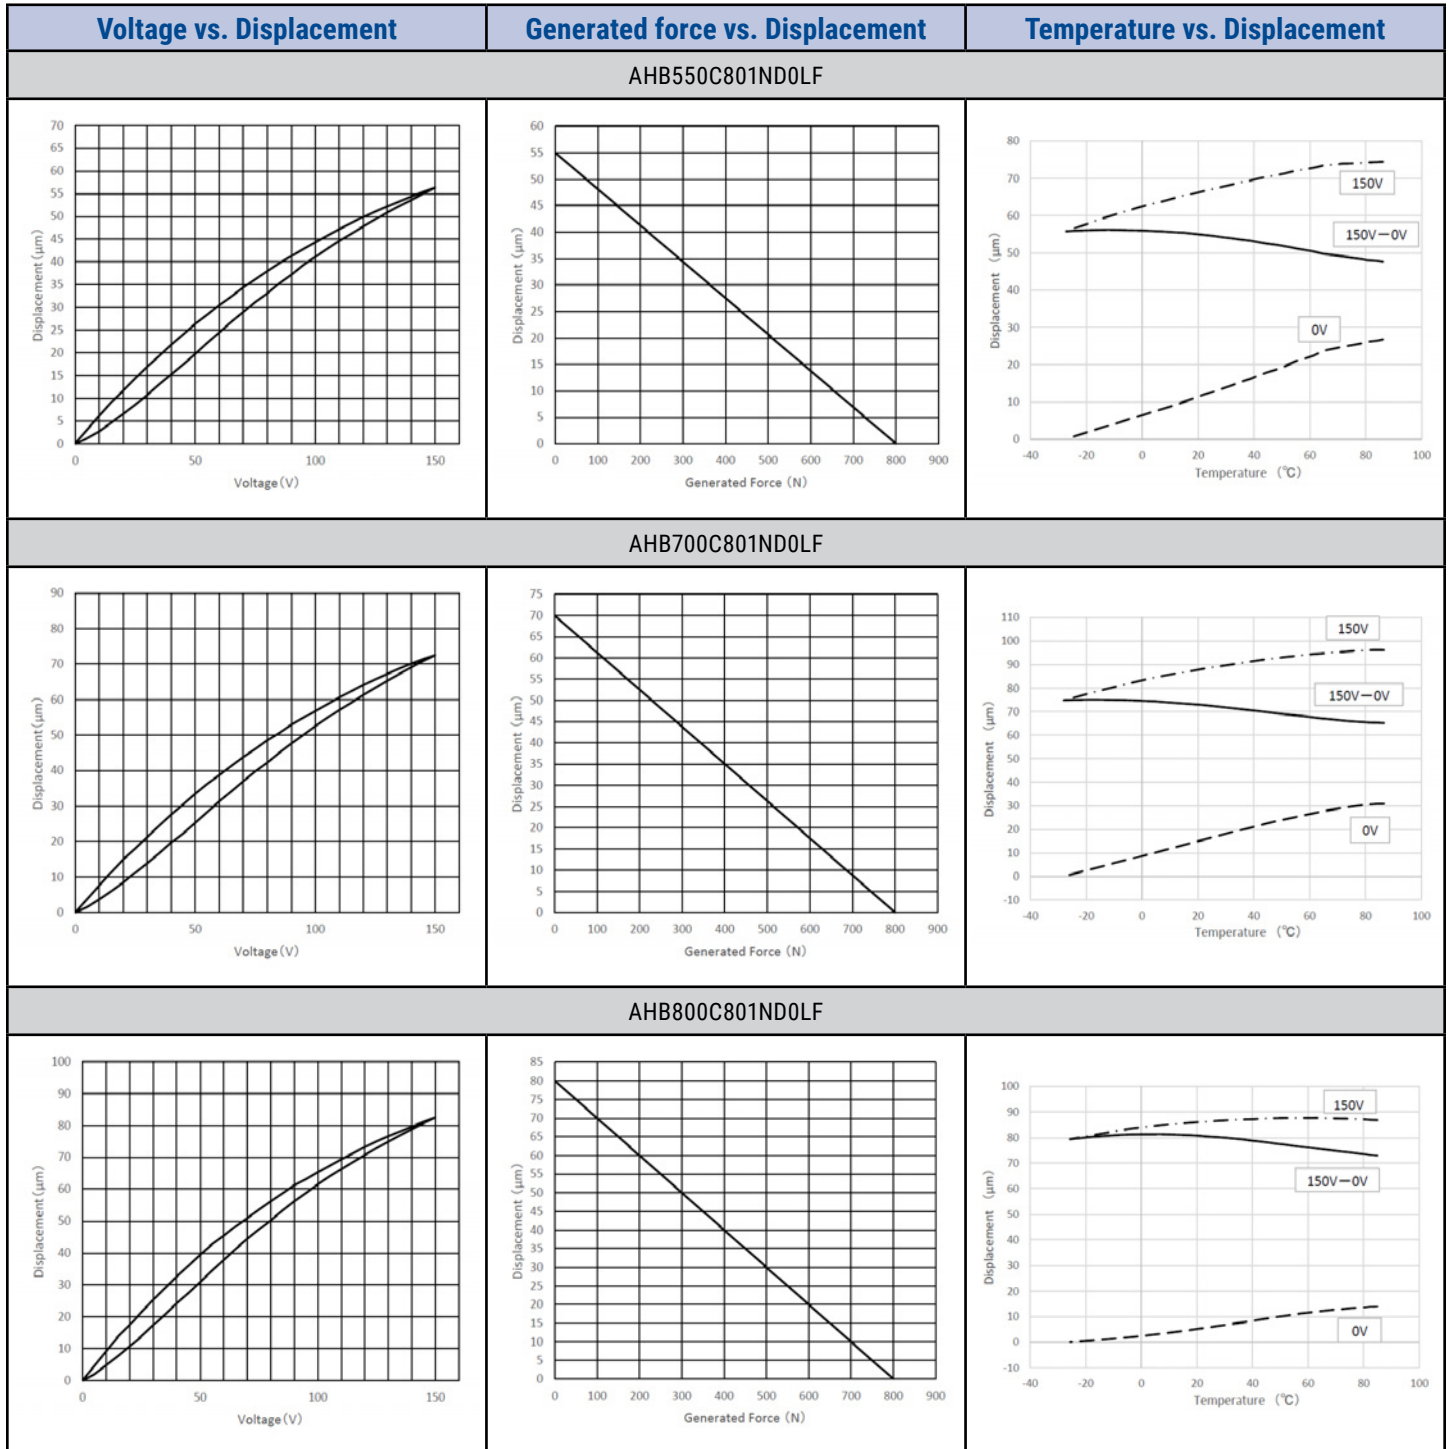 Voltage vs. Displacement Generated force vs. Displacement Temperature vs. Displacement
AHB550C801ND0LF
70
65
60
55
50
45
40
35
30
25
20
15
10
5
0
Displacement(μm)
0 50 100 150
Voltage(V)
60
55
50
45
40
35
30
25
20
15
10
5
0
Displacement (μm)
0 100 200 300 400 500 600 700 800 900
Generated Force (N)
80
70
60
50
40
30
20
10
0
Displacement (μm)
150V
150V－0V
0V
-40 -20 0 20 40 60 80 100
Temperature (℃)
AHB700C801ND0LF
90
80
70
60
50
40
30
20
10
0
Displacement(μm)
0 50 100 150
Voltage(V)
75
70
65
60
55
50
45
40
35
30
25
20
15
10
5
0
Displacement (μm)
0 100 200 300 400 500 600 700 800 900
Generated Force (N)
110
100
90
80
70
60
50
40
30
20
10
0
-10
Displacement (μm)
150V
150V－0V
0V
-40 -20 0 20 40 60 80 100
Temperature (℃)
AHB800C801ND0LF
100
90
80
70
60
50
40
30
20
10
0
Displacement(μm)
0 50 100 150
Voltage(V)
85
80
75
70
65
60
55
50
45
40
35
30
25
20
15
10
5
0
Displacement (μm)
0 100 200 300 400 500 600 700 800 900
Generated Force (N)
100
90
80
70
60
50
40
30
20
10
0
-10
Displacement (μm)
150V
150V－0V
0V
-40 -20 0 20 40 60 80 100
Temperature (℃)